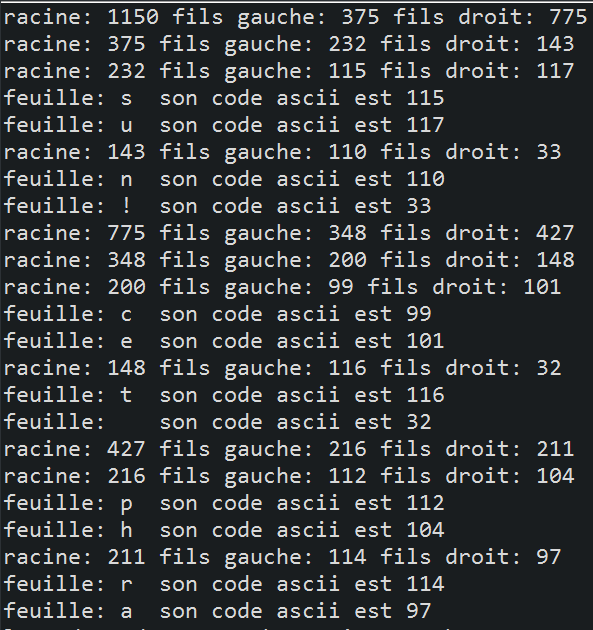 racine: 1150 fils gauche: 375 fils droit: 775
racine: 375 fils gauche: 232 fils droit: 143
racine: 232 fils gauche: 115 fils droit: 117
feuille: s  son code ascii est 115
feuille: u  son code ascii est 117
racine: 143 fils gauche: 110 fils droit: 33
feuille: n  son code ascii est 110
feuille: !  son code ascii est 33
racine: 775 fils gauche: 348 fils droit: 427
racine: 348 fils gauche: 200 fils droit: 148
racine: 200 fils gauche: 99 fils droit: 101
feuille: c  son code ascii est 99
feuille: e  son code ascii est 101
racine: 148 fils gauche: 116 fils droit: 32
feuille: t  son code ascii est 116
feuille:    son code ascii est 32
racine: 427 fils gauche: 216 fils droit: 211
racine: 216 fils gauche: 112 fils droit: 104
feuille: p  son code ascii est 112
feuille: h  son code ascii est 104
racine: 211 fils gauche: 114 fils droit: 97
feuille: r  son code ascii est 114
feuille: a  son code ascii est 97